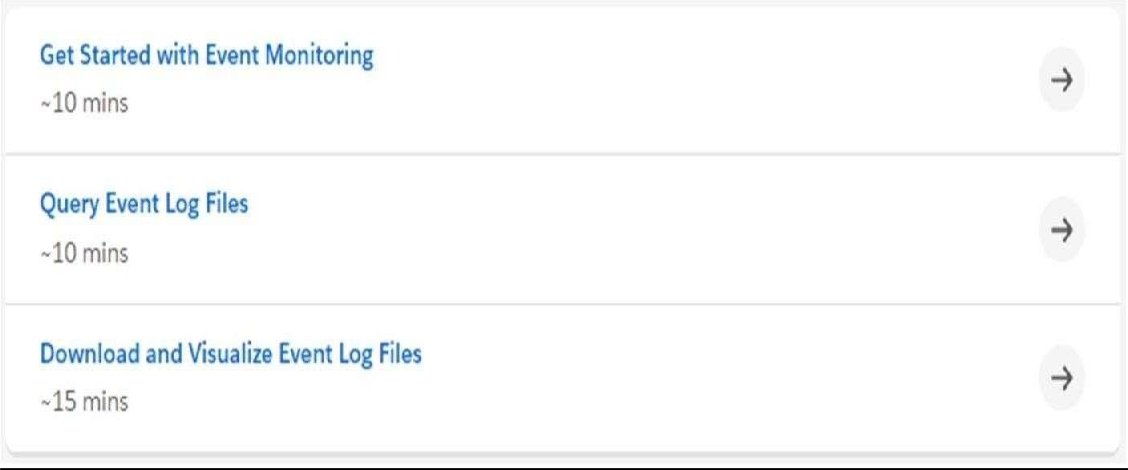 Get Started with Event Monitoring
~10 mins
Query Event Log Files
~10 mins
Download and Visualize Event Log Files
~15 mins